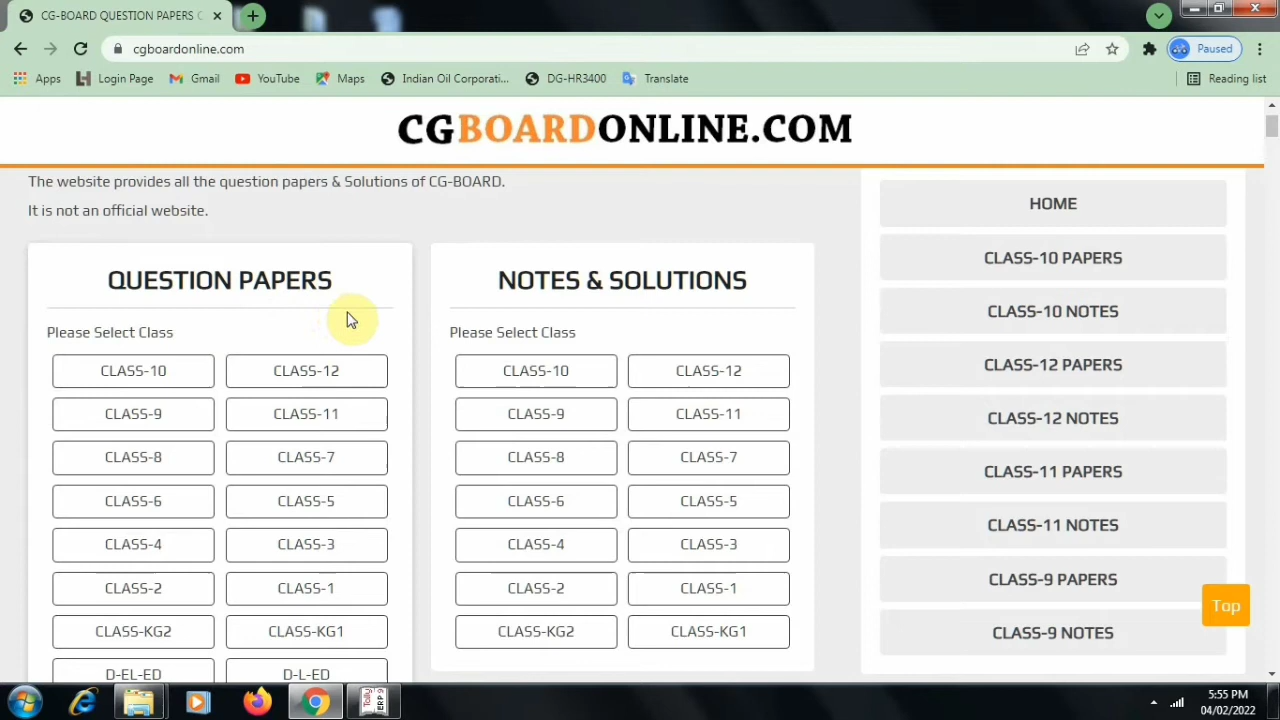 CG-BOARD QUESTION PAPERS
cgboardonline.com
Paused
Apps
Login Page
Gmail
YouTube
Maps
Indian Oil Corporati...
DG-HR3400
Translate
Reading list
CGBOARDONLINE.COM
The website provides all the question papers & Solutions of CG-BOARD.
It is not an official website.
QUESTION PAPERS
Please Select Class
CLASS-10 CLASS-12
CLASS-9 CLASS-11
CLASS-8 CLASS-7
CLASS-6 CLASS-5
CLASS-4 CLASS-3
CLASS-2 CLASS-1
CLASS-KG2 CLASS-KG1
D-EL-ED D-L-ED
NOTES & SOLUTIONS
Please Select Class
CLASS-10 CLASS-12
CLASS-9 CLASS-11
CLASS-8 CLASS-7
CLASS-6 CLASS-5
CLASS-4 CLASS-3
CLASS-2 CLASS-1
CLASS-KG2 CLASS-KG1
HOME
CLASS-10 PAPERS
CLASS-10 NOTES
CLASS-12 PAPERS
CLASS-12 NOTES
CLASS-11 PAPERS
CLASS-11 NOTES
CLASS-9 PAPERS
CLASS-9 NOTES
Top
Tally
ERP9
5:55 PM
04/02/2022